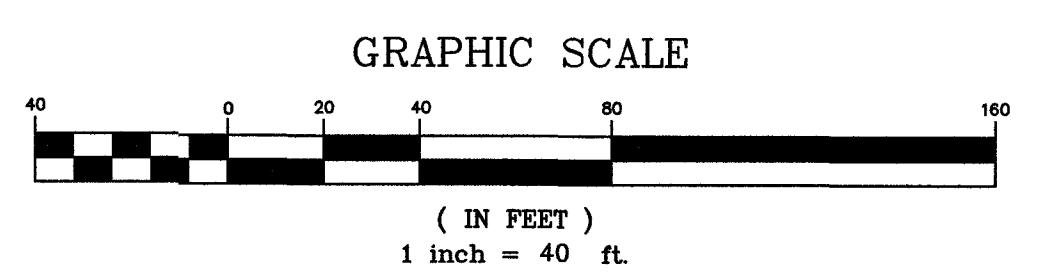 GRAPHIC SCALE
40 0 20 40 80 160
( IN FEET )
1 inch = 40 ft.